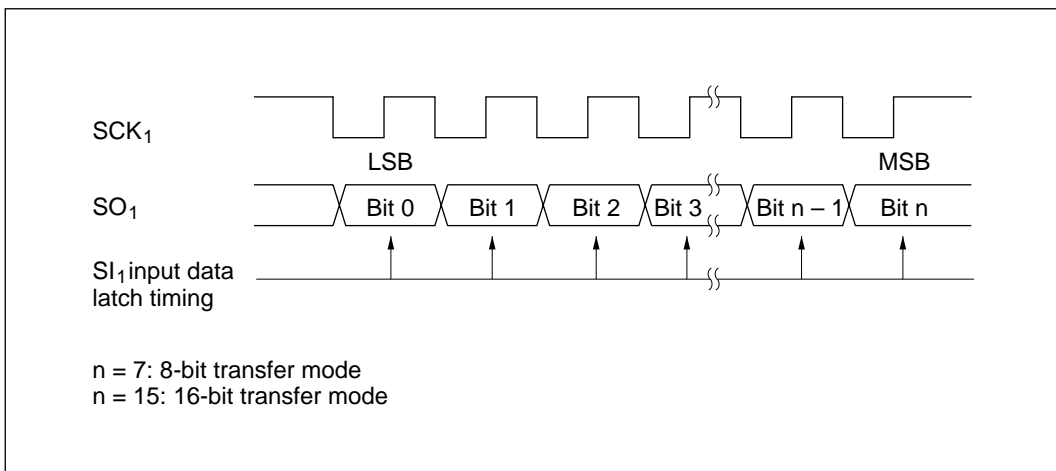 SCK1
LSB MSB
SO1 Bit 0 Bit 1 Bit 2 Bit 3 Bit n – 1 Bit n
SI1 input data
latch timing
n = 7: 8-bit transfer mode
n = 15: 16-bit transfer mode